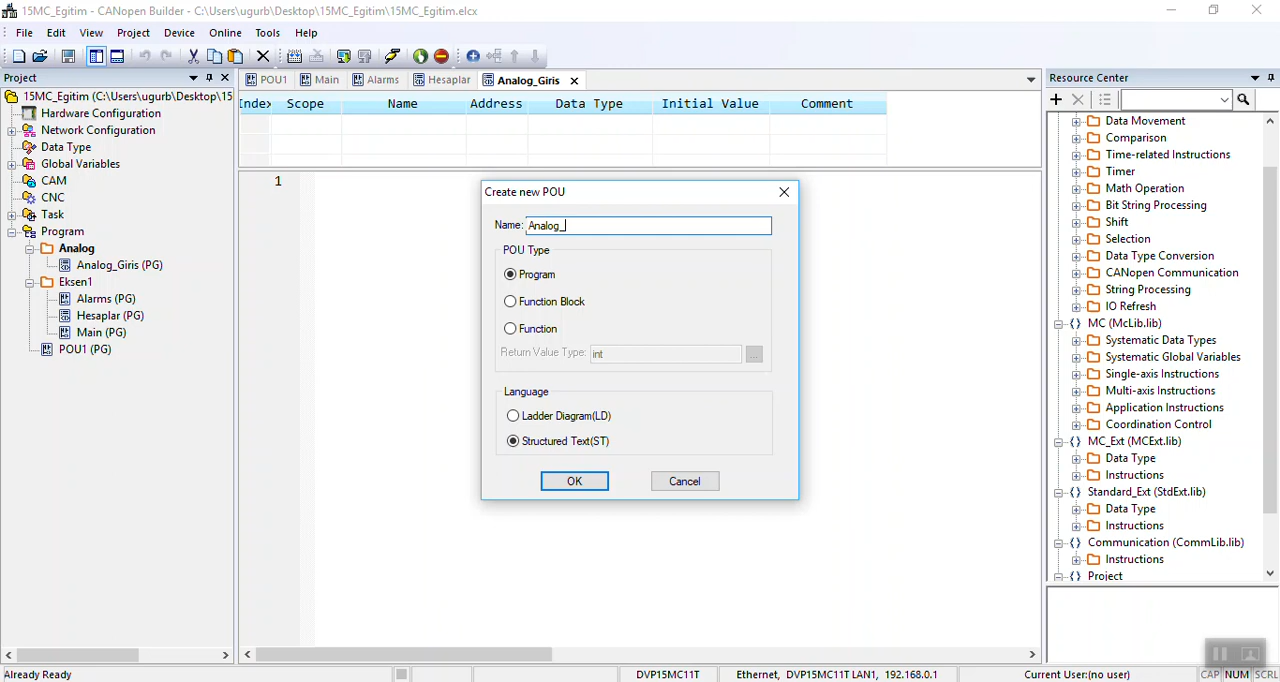 15MC_Egitim - CANopen Builder - C:\Users\ugurb\Desktop\15MC_Egitim\15MC_Egitim.elcx
File Edit View Project Device Online Tools Help
Project
15MC_Egitim (C:\Users\ugurb\Desktop\15
Hardware Configuration
Network Configuration
Data Type
Global Variables
CAM
CNC
Task
Program
Analog
Analog_Giris (PG)
Eksen1
Alarms (PG)
Hesaplar (PG)
Main (PG)
POU1 (PG)
POU1 Main Alarms Hesaplar Analog_Giris
Index Scope Name Address Data Type Initial Value Comment
1
Create new POU
Name: Analog_
POU Type
Program
Function Block
Function
Return Value Type: int ...
Language
Ladder Diagram(LD)
Structured Text(ST)
OK Cancel
Resource Center
Data Movement
Comparison
Time-related Instructions
Timer
Math Operation
Bit String Processing
Shift
Selection
Data Type Conversion
CANopen Communication
String Processing
IO Refresh
MC (McLib.lib)
Systematic Data Types
Systematic Global Variables
Single-axis Instructions
Multi-axis Instructions
Application Instructions
Coordination Control
MC_Ext (MCExt.lib)
Data Type
Instructions
Standard_Ext (StdExt.lib)
Data Type
Instructions
Communication (CommLib.lib)
Instructions
Project
Already Ready DVP15MC11T Ethernet, DVP15MC11T LAN1, 192.168.0.1 Current User:(no user) CAP NUM SCRL